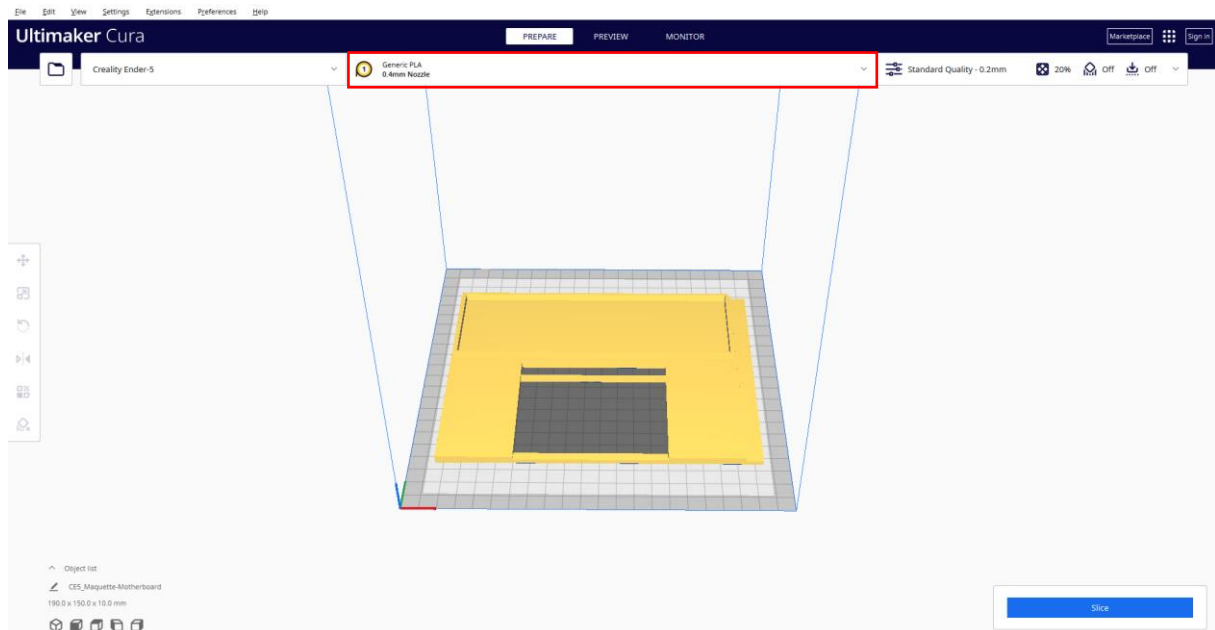 File Edit View Settings Extensions Preferences Help
Ultimaker Cura PREPARE PREVIEW MONITOR Marketplace Sign in
Creality Ender-5
1
Generic PLA
0.4mm Nozzle
Standard Quality - 0.2mm 20% Off Off
Object list
CE5_Maquette-Motherboard
190.0 x 150.0 x 10.0 mm
Slice